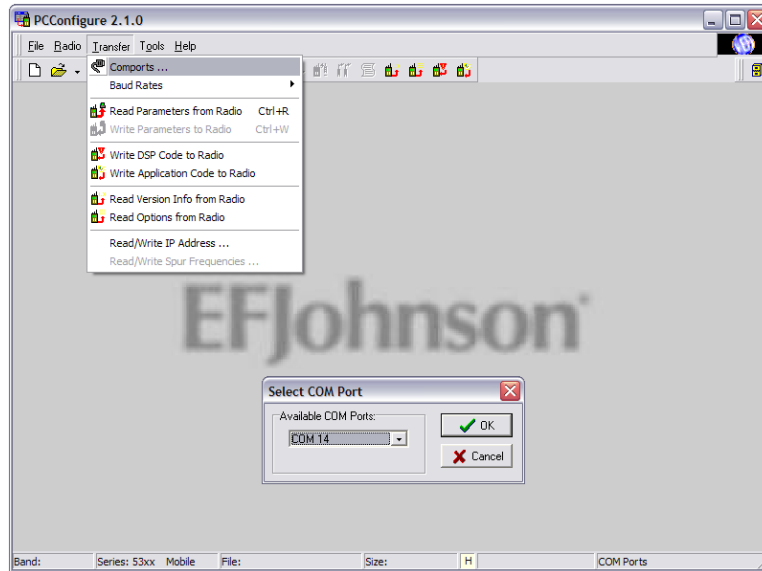 PCConfigure 2.1.0
File Radio Transfer Tools Help
Comports ...
Baud Rates
Read Parameters from Radio Ctrl+R
Write Parameters to Radio Ctrl+W
Write DSP Code to Radio
Write Application Code to Radio
Read Version Info from Radio
Read Options from Radio
Read/Write IP Address ...
Read/Write Spur Frequencies ...
EFJohnson
Select COM Port
Available COM Ports:
COM 14
OK
Cancel
Band: Series: 53xx Mobile File: Size: H COM Ports